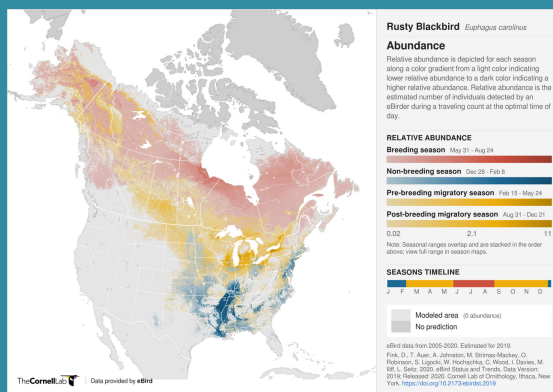 Rusty Blackbird Euphagus carolinus
Abundance
Relative abundance is depicted for each season
along a color gradient from a light color indicating
lower relative abundance to a dark color indicating a
higher relative abundance. Relative abundance is the
estimated number of individuals detected by an
eBirder during a traveling count at the optimal time of
day.
RELATIVE ABUNDANCE
Breeding season May 31 - Aug 24
Non-breeding season Dec 28 - Feb 8
Pre-breeding migratory season Feb 15 - May 24
Post-breeding migratory season Aug 31 - Dec 21
0.02 2.1 11
Note: Seasonal ranges overlap and are stacked in the order
above; view full range in season maps.
SEASONS TIMELINE
J F M A M J J A S O N D
Modeled area (0 abundance)
No prediction
eBird data from 2005-2020. Estimated for 2019.
Fink, D., T. Auer, A. Johnston, M. Strimas-Mackey, O.
Robinson, S. Ligocki, W. Hochachka, C. Wood, I. Davies, M.
Iliff, L. Seitz. 2020. eBird Status and Trends, Data Version:
2019; Released: 2020. Cornell Lab of Ornithology, Ithaca, New
York. https://doi.org/10.2173/ebirdst.2019
TheCornellLab Data provided by eBird